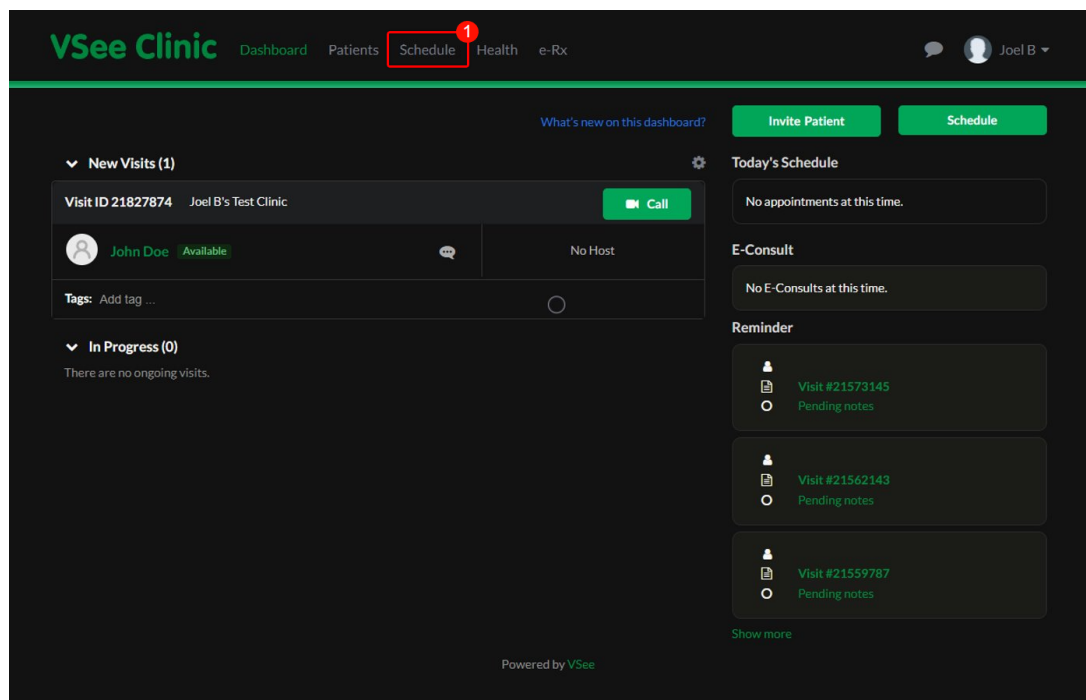 VSee Clinic Dashboard Patients Schedule Health e-Rx Joel B
1
What's new on this dashboard?
Invite Patient Schedule
New Visits (1)
Visit ID 21827874 Joel B's Test Clinic Call
John Doe Available No Host
Tags: Add tag ...
In Progress (0)
There are no ongoing visits.
Today's Schedule
No appointments at this time.
E-Consult
No E-Consults at this time.
Reminder
Visit #21573145
Pending notes
Visit #21562143
Pending notes
Visit #21559787
Pending notes
Show more
Powered by VSee